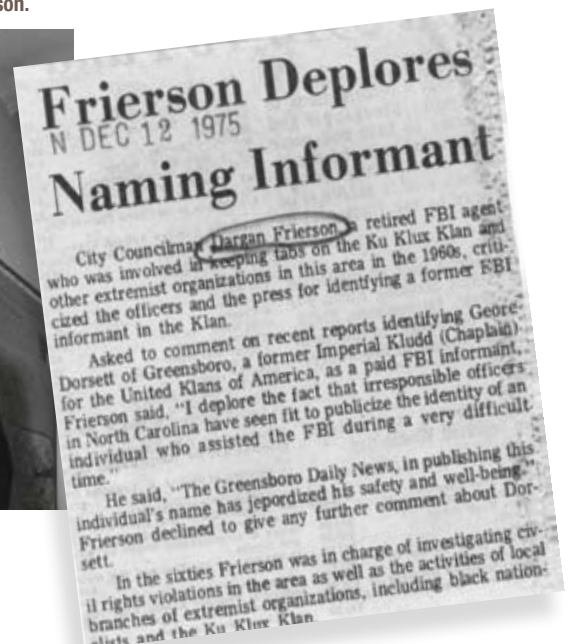 son.
Frierson Deplores
N DEC 12 1975
Naming Informant
City Councilman Dargan Frierson, a retired FBI agent
who was involved in keeping tabs on the Ku Klux Klan and
other extremist organizations in this area in the 1960s, criti-
cized the officers and the press for identfying a former FBI
informant in the Klan.
Asked to comment on recent reports identifying Geore
Dorsett of Greensboro, a former Imperial Kludd (Chaplain)
for the United Klans of America, as a paid FBI informant,
Frierson said, "I deplore the fact that irresponsible officers
in North Carolina have seen fit to publicize the identity of an
individual who assisted the FBI during a very difficult
time."
He said, "The Greensboro Daily News, in publishing this
individual's name has jepordized his safety and well-being."
Frierson declined to give any further comment about Dor-
sett.
In the sixties Frierson was in charge of investigating civ-
il rights violations in the area as well as the activities of local
branches of extremist organizations, including black nation-
alists and the Ku Klux Klan.